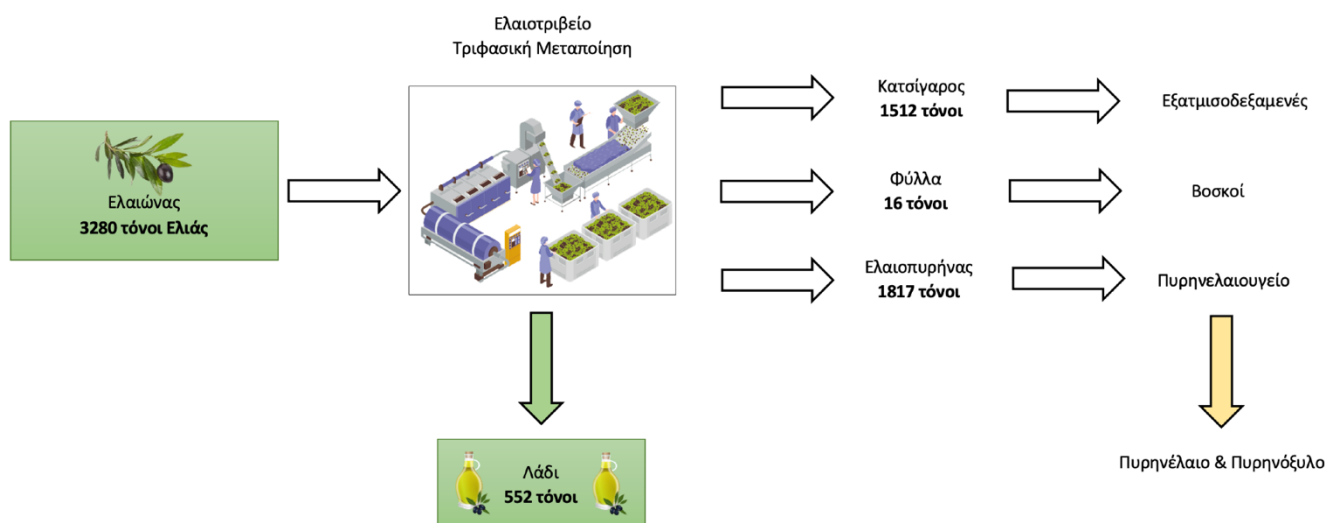 Ελαιοτριβείο
Τριφασική Μεταποίηση
Ελαιώνας
3280 τόνοι Ελιάς
Κατσίγαρος
1512 τόνοι
Εξατμισοδεξαμενές
Φύλλα
16 τόνοι
Βοσκοί
Ελαιοπυρήνας
1817 τόνοι
Πυρηνελαιουγείο
Λάδι
552 τόνοι
Πυρηνέλαιο & Πυρηνόξυλο